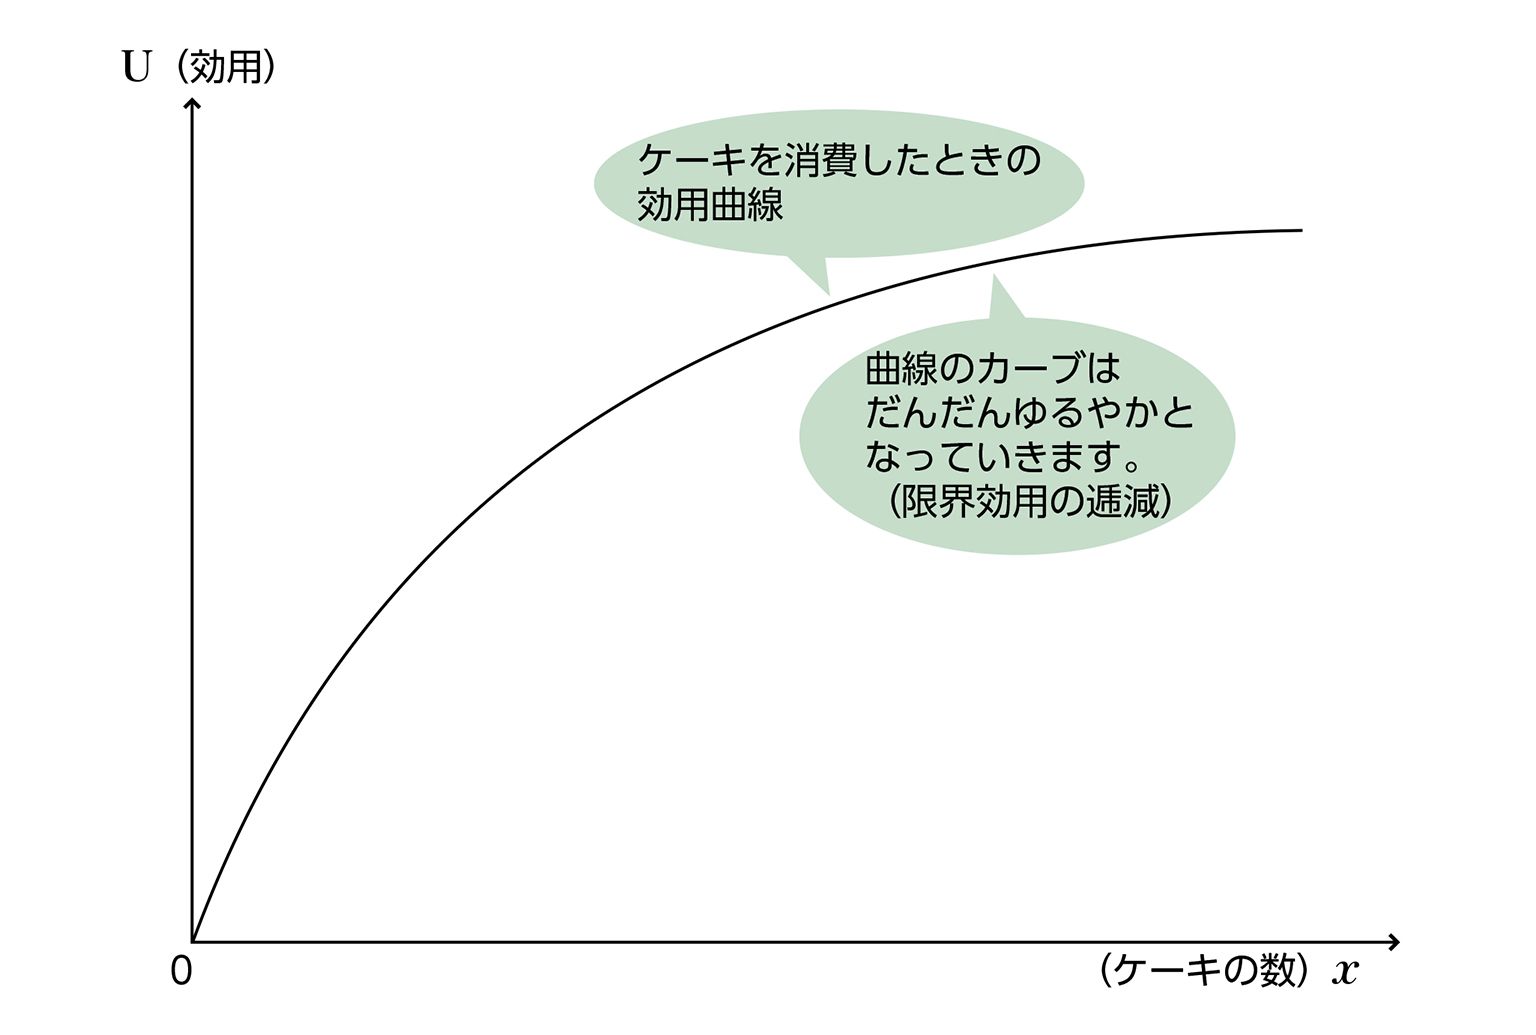 U（効用）
ケーキを消費したときの
効用曲線
曲線のカーブは
だんだんゆるやかと
なっていきます。
（限界効用の逓減）
0
（ケーキの数）x